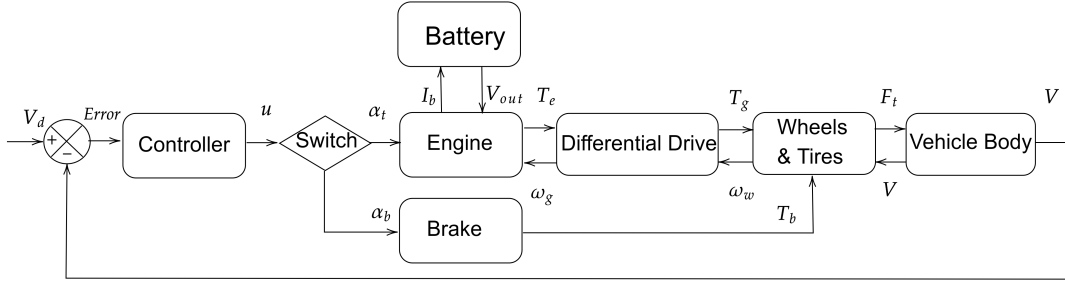 Battery
V_d
+
−
Error
Controller
u
Switch
α_t
α_b
I_b
V_out
Engine
Brake
T_e
ω_g
Differential Drive
T_g
ω_w
T_b
Wheels
& Tires
F_t
V
Vehicle Body
V